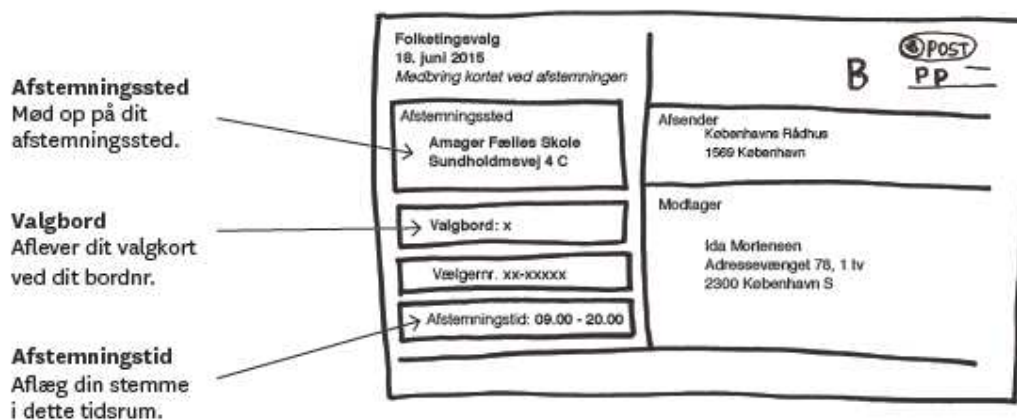 Afstemningssted
Mød op på dit
afstemningssted.
Valgbord
Aflever dit valgkort
ved dit bordnr.
Afstemningstid
Aflæg din stemme
i dette tidsrum.
Folketingsvalg
18. juni 2015
Medbring kortet ved afstemningen
Afstemningssted
Amager Fælles Skole
Sundholmsvej 4 C
Valgbord: x
Vælgernr. xx-xxxxx
Afstemningstid: 09.00 - 20.00
B
POST
PP
Afsender
Københavns Rådhus
1569 København
Modtager
Ida Mortensen
Adressevænget 78, 1 tv
2300 København S